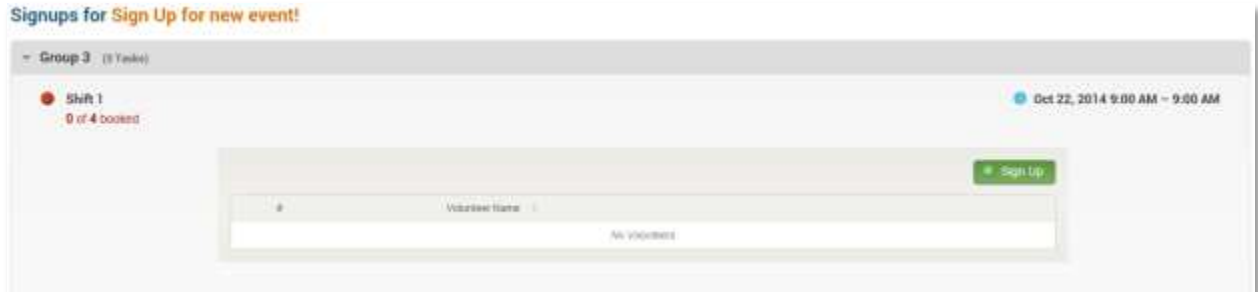 Signups for Sign Up for new event!
Group 3 Tasks)
Shift 1
Oct 22, 2014 9:00 AM – 9:00 AM
0 of 4 booked
Sign Up
# Volunteer Name
No Volunteers